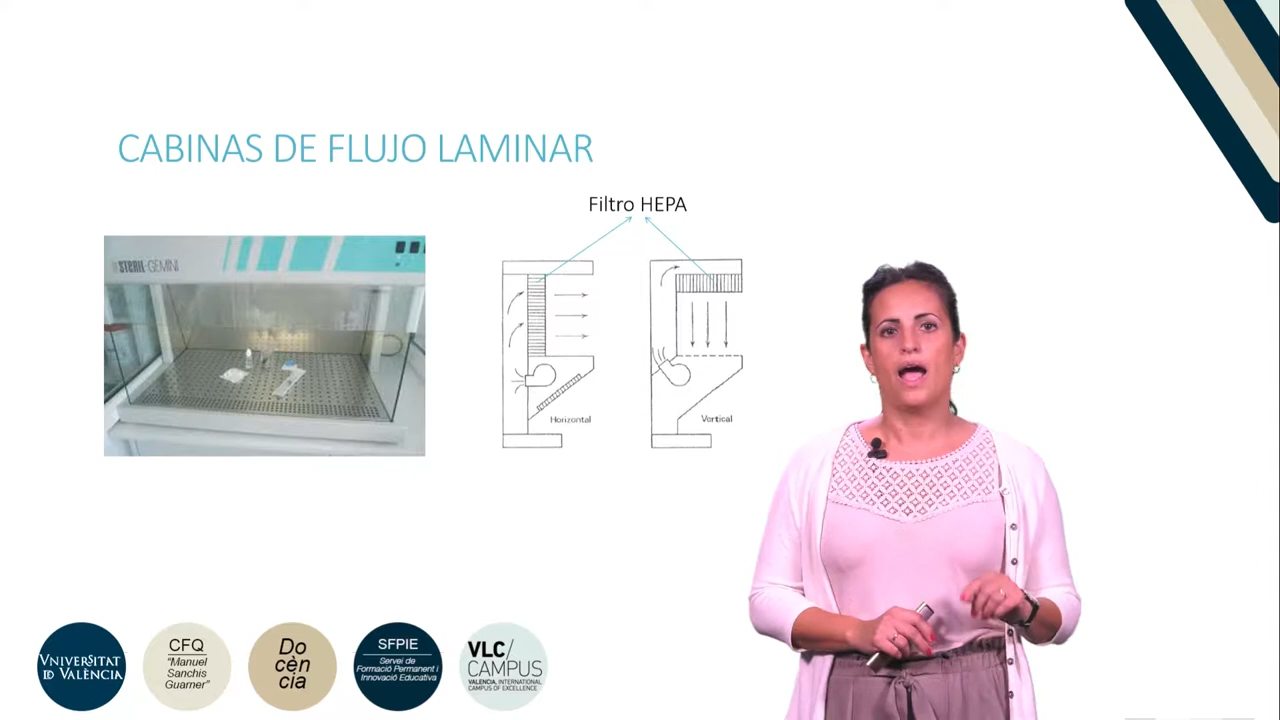 CABINAS DE FLUJO LAMINAR
Filtro HEPA
STERIL-GEMINI
Horizontal
Vertical
VNIVERSITAT
ID VALÈNCIA
CFQ
"Manuel
Sanchis
Guarner"
Do
cèn
cia
SFPIE
Servei de
Formació Permanent i
Innovació Educativa
VLC/
CAMPUS
VALENCIA, INTERNATIONAL
CAMPUS OF EXCELLENCE